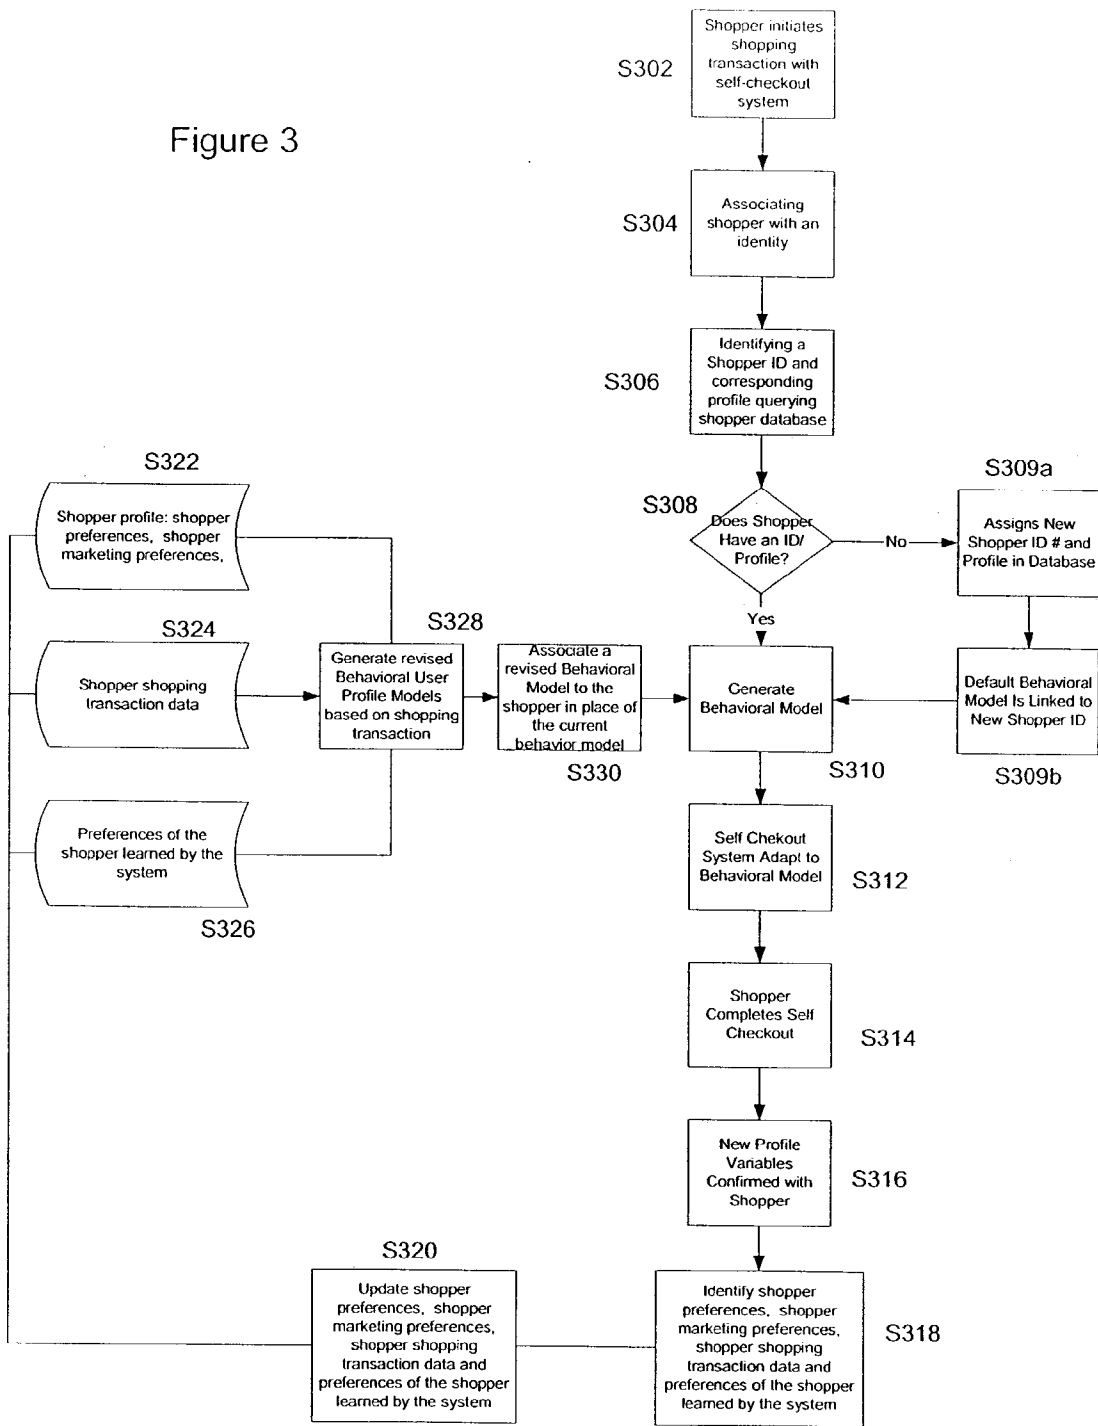 Shopper initiates
shopping
transaction with
self-checkout
system
S302
Figure 3
Associating
shopper with an
identity
S304
Identifying a
Shopper ID and
corresponding
profile querying
shopper database
S306
S308
Does Shopper
Have an ID/
Profile?
No
Yes
S309a
Assigns New
Shopper ID # and
Profile in Database
Default Behavioral
Model Is Linked to
New Shopper ID
S309b
S322
Shopper profile: shopper
preferences, shopper
marketing preferences,
S324
Shopper shopping
transaction data
Preferences of the
shopper learned by the
system
S326
S328
Generate revised
Behavioral User
Profile Models
based on shopping
transaction
Associate a
revised Behavioral
Model to the
shopper in place of
the current
behavior model
S330
Generate
Behavioral Model
S310
Self Chekout
System Adapt to
Behavioral Model
S312
Shopper
Completes Self
Checkout
S314
New Profile
Variables
Confirmed with
Shopper
S316
Identify shopper
preferences, shopper
marketing preferences,
shopper shopping
transaction data and
preferences of the shopper
learned by the system
S318
S320
Update shopper
preferences, shopper
marketing preferences,
shopper shopping
transaction data and
preferences of the shopper
learned by the system